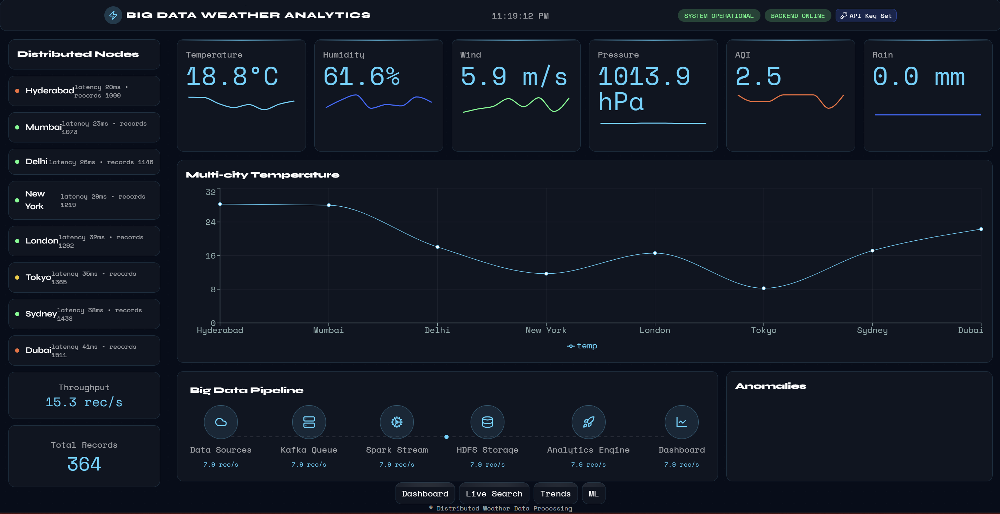 BIG DATA WEATHER ANALYTICS
11:19:12 PM
SYSTEM OPERATIONAL
BACKEND ONLINE
API Key Set
Distributed Nodes
Hyderabad
latency 20ms •
records 1000
Mumbai
latency 23ms • records
1073
Delhi
latency 26ms • records 1146
New
York
latency 29ms • records
1219
London
latency 32ms • records
1292
Tokyo
latency 35ms • records
1365
Sydney
latency 38ms • records
1438
Dubai
latency 41ms • records
1511
Throughput
15.3 rec/s
Total Records
364
Temperature
18.8°C
Humidity
61.6%
Wind
5.9 m/s
Pressure
1013.9
hPa
AQI
2.5
Rain
0.0 mm
Multi-city Temperature
32
24
16
8
0
Hyderabad
Mumbai
Delhi
New York
London
Tokyo
Sydney
Dubai
temp
Big Data Pipeline
Data Sources
7.9 rec/s
Kafka Queue
7.9 rec/s
Spark Stream
7.9 rec/s
HDFS Storage
7.9 rec/s
Analytics Engine
7.9 rec/s
Dashboard
7.9 rec/s
Anomalies
Dashboard
Live Search
Trends
ML
© Distributed Weather Data Processing